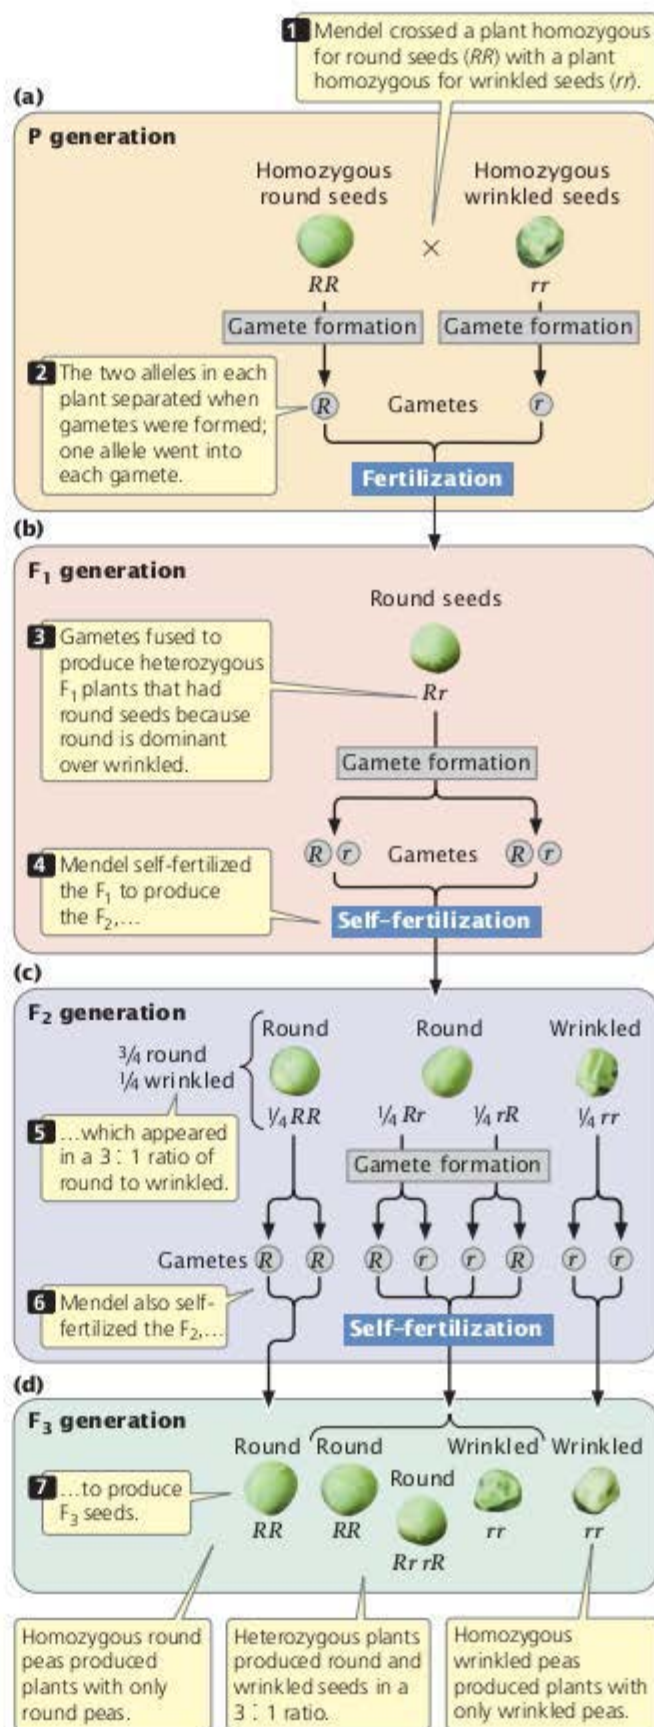 1 Mendel crossed a plant homozygous
for round seeds (RR) with a plant
homozygous for wrinkled seeds (rr).
(a)
P generation
Homozygous
round seeds
Homozygous
wrinkled seeds
×
RR
rr
Gamete formation
Gamete formation
2 The two alleles in each
plant separated when
gametes were formed;
one allele went into
each gamete.
R Gametes r
Fertilization
(b)
F₁ generation
Round seeds
3 Gametes fused to
produce heterozygous
F₁ plants that had
round seeds because
round is dominant
over wrinkled.
Rr
Gamete formation
R r Gametes R r
4 Mendel self-fertilized
the F₁ to produce
the F₂,…
Self–fertilization
(c)
F₂ generation
Round Round Wrinkled
¾ round
¼ wrinkled
¼ RR ¼ Rr ¼ rR ¼ rr
5 …which appeared
in a 3 : 1 ratio of
round to wrinkled.
Gamete formation
Gametes R R R r r R r r
6 Mendel also self-
fertilized the F₂,…
Self–fertilization
(d)
F₃ generation
Round Round Wrinkled Wrinkled
Round
7 …to produce
F₃ seeds.
RR RR rr rr
Rr rR
Homozygous round
peas produced
plants with only
round peas.
Heterozygous plants
produced round and
wrinkled seeds in a
3 : 1 ratio.
Homozygous
wrinkled peas
produced plants with
only wrinkled peas.